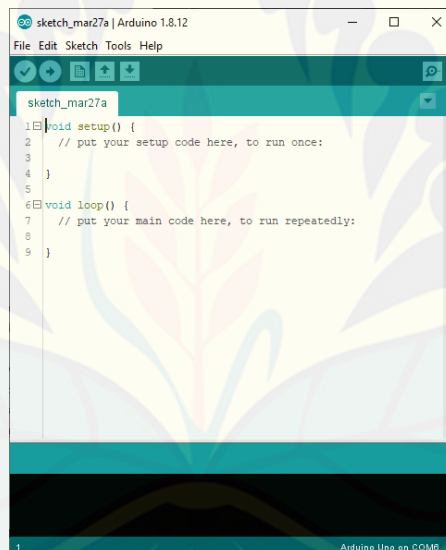 sketch_mar27a | Arduino 1.8.12
File Edit Sketch Tools Help
sketch_mar27a
1 void setup() {
2 // put your setup code here, to run once:
3
4 }
5
6 void loop() {
7 // put your main code here, to run repeatedly:
8
9 }
1 Arduino Uno on COM6